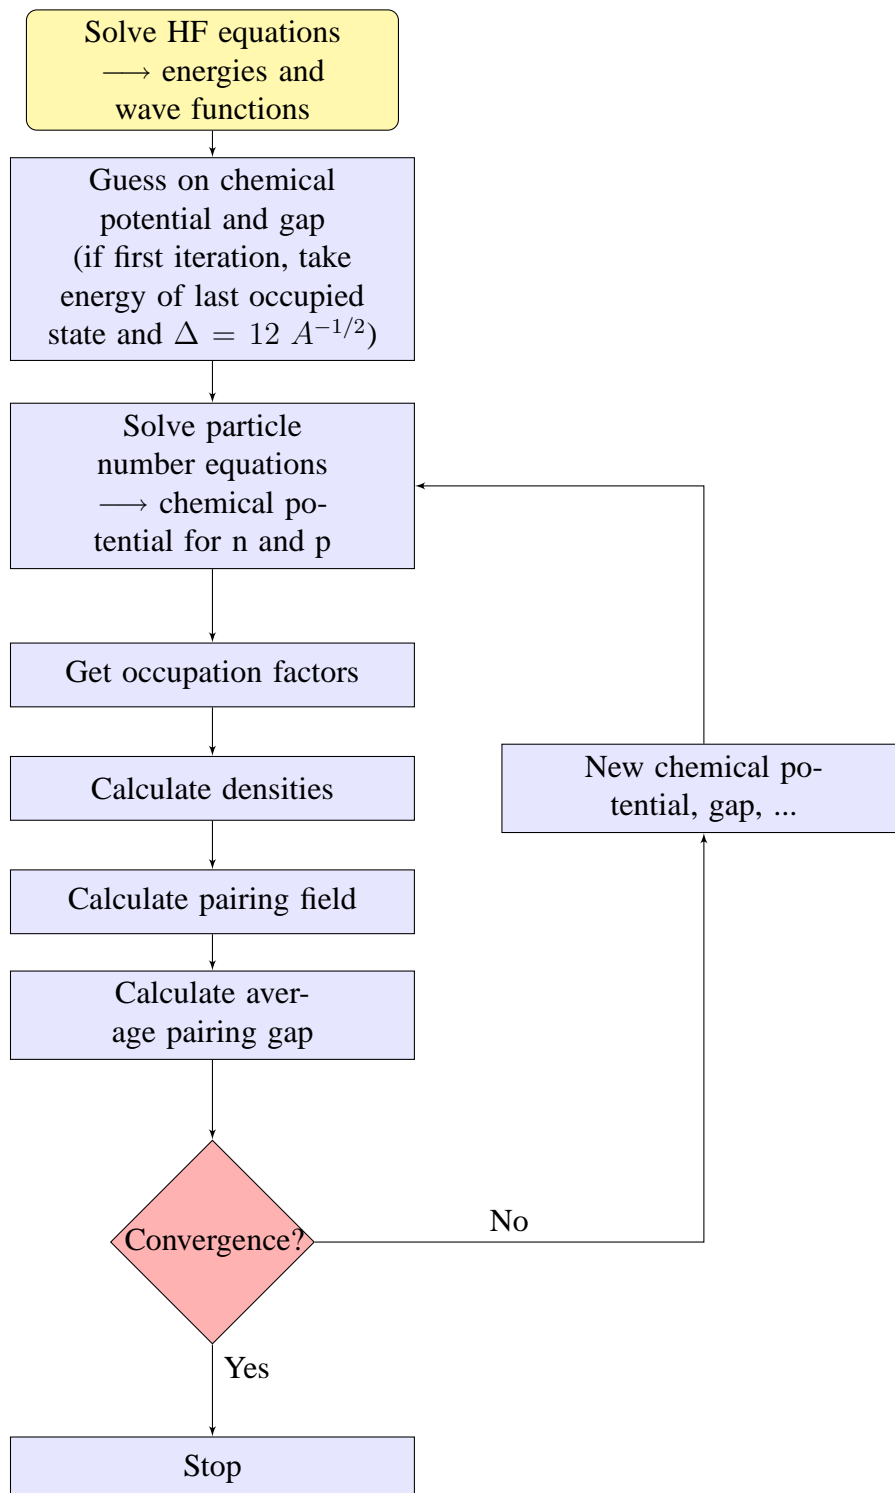 Solve HF equations
⟶ energies and
wave functions
Guess on chemical
potential and gap
(if first iteration, take
energy of last occupied
state and Δ = 12 A^{-1/2})
Solve particle
number equations
⟶ chemical po-
tential for n and p
Get occupation factors
Calculate densities
New chemical po-
tential, gap, ...
Calculate pairing field
Calculate aver-
age pairing gap
Convergence?
No
Yes
Stop